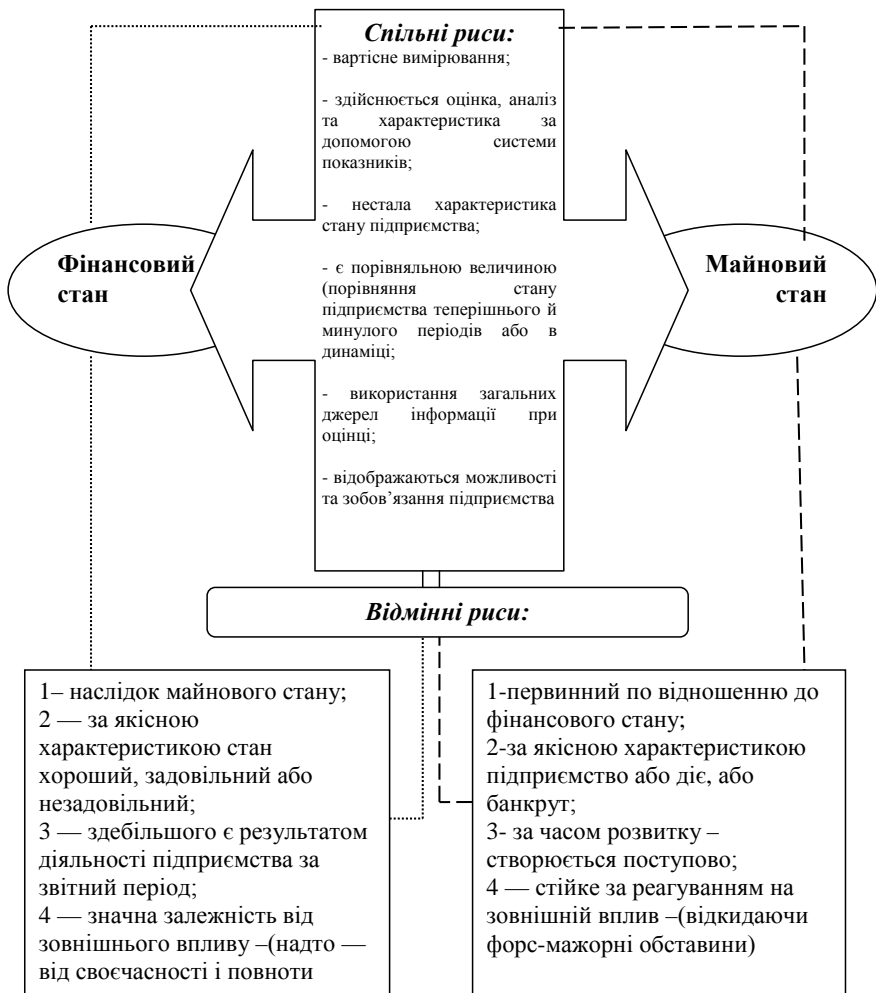 Спільні риси:
- вартісне вимірювання;
- здійснюється оцінка, аналіз
та характеристика за
допомогою системи
показників;
- нестала характеристика
стану підприємства;
- є порівняльною величиною
(порівняння стану
підприємства теперішнього й
минулого періодів або в
динаміці;
- використання загальних
джерел інформації при
оцінці;
- відображаються можливості
та зобов’язання підприємства
Фінансовий
стан
Майновий
стан
Відмінні риси:
1– наслідок майнового стану;
2 — за якісною
характеристикою стан
хороший, задовільний або
незадовільний;
3 — здебільшого є результатом
діяльності підприємства за
звітний період;
4 — значна залежність від
зовнішнього впливу –(надто —
від своєчасності і повноти
1-первинний по відношенню до
фінансового стану;
2-за якісною характеристикою
підприємство або діє, або
банкрут;
3- за часом розвитку –
створюється поступово;
4 — стійке за реагуванням на
зовнішній вплив –(відкидаючи
форс-мажорні обставини)